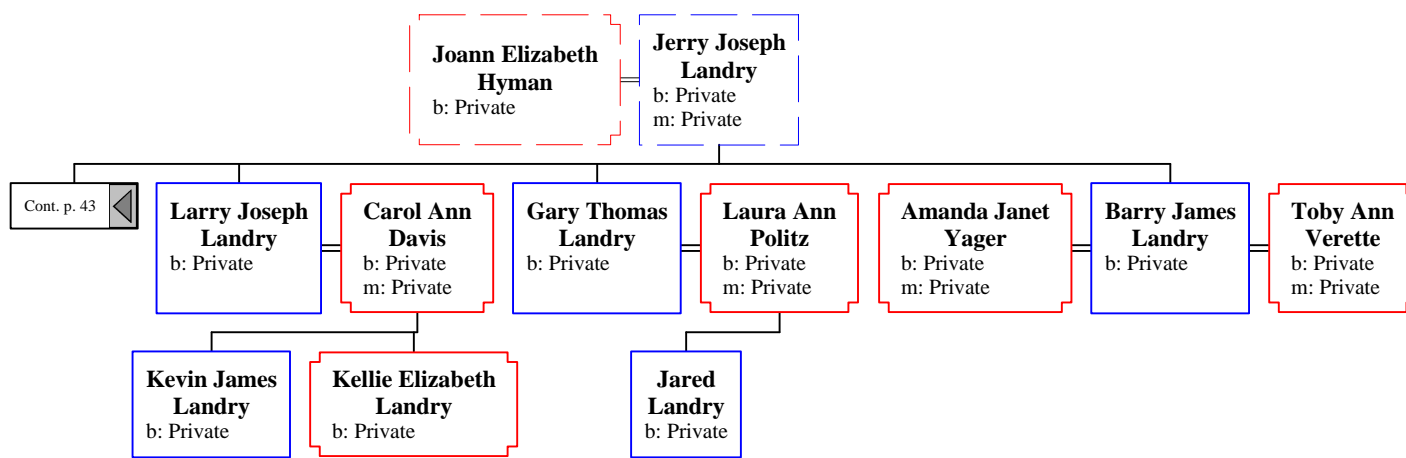 Joann Elizabeth
Hyman
b: Private
Jerry Joseph
Landry
b: Private
m: Private
Cont. p. 43
Larry Joseph
Landry
b: Private
Carol Ann
Davis
b: Private
m: Private
Gary Thomas
Landry
b: Private
Laura Ann
Politz
b: Private
m: Private
Amanda Janet
Yager
b: Private
m: Private
Barry James
Landry
b: Private
Toby Ann
Verette
b: Private
m: Private
Kevin James
Landry
b: Private
Kellie Elizabeth
Landry
b: Private
Jared
Landry
b: Private